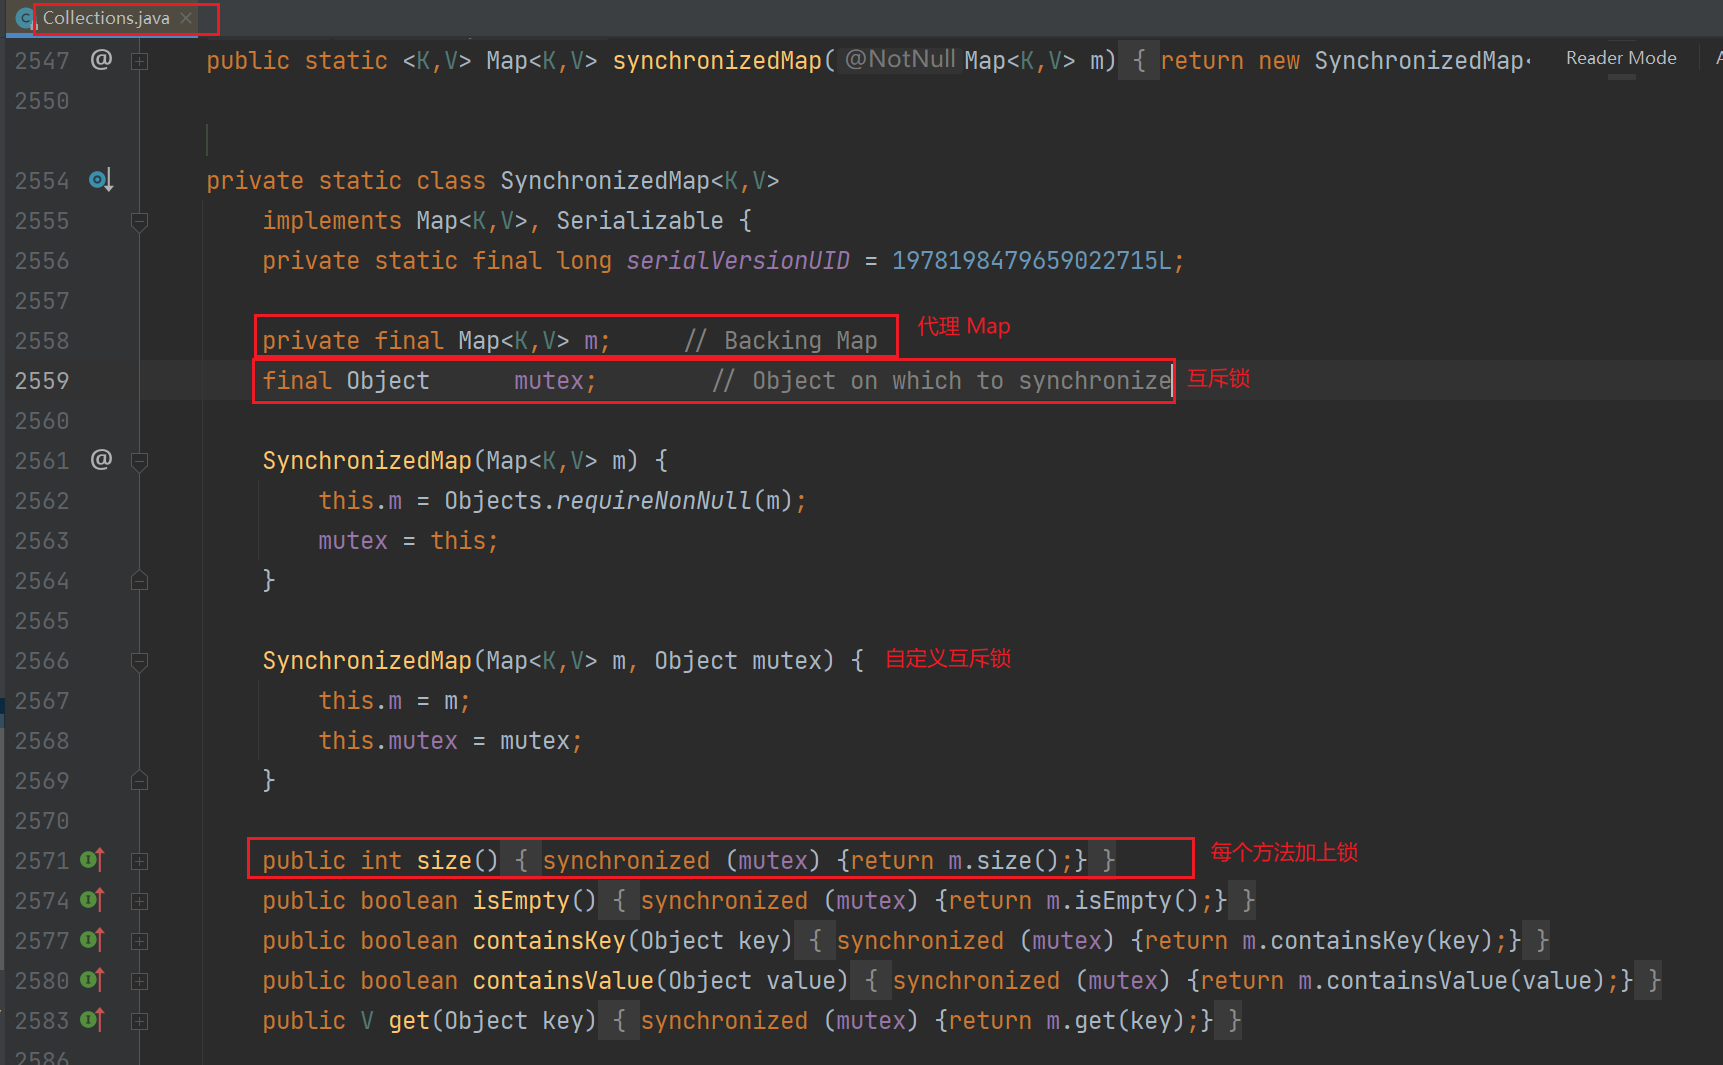 Collections.java
2547 @ public static <K,V> Map<K,V> synchronizedMap( @NotNull Map<K,V> m) { return new SynchronizedMap<
Reader Mode
2550
2554 private static class SynchronizedMap<K,V>
2555 implements Map<K,V>, Serializable {
2556 private static final long serialVersionUID = 1978198479659022715L;
2557
2558 private final Map<K,V> m; // Backing Map 代理 Map
2559 final Object mutex; // Object on which to synchronize 互斥锁
2560
2561 @ SynchronizedMap(Map<K,V> m) {
2562 this.m = Objects.requireNonNull(m);
2563 mutex = this;
2564 }
2565
2566 SynchronizedMap(Map<K,V> m, Object mutex) { 自定义互斥锁
2567 this.m = m;
2568 this.mutex = mutex;
2569 }
2570
2571 public int size() { synchronized (mutex) {return m.size();} } 每个方法加上锁
2574 public boolean isEmpty() { synchronized (mutex) {return m.isEmpty();} }
2577 public boolean containsKey(Object key) { synchronized (mutex) {return m.containsKey(key);} }
2580 public boolean containsValue(Object value) { synchronized (mutex) {return m.containsValue(value);} }
2583 public V get(Object key) { synchronized (mutex) {return m.get(key);} }
2586